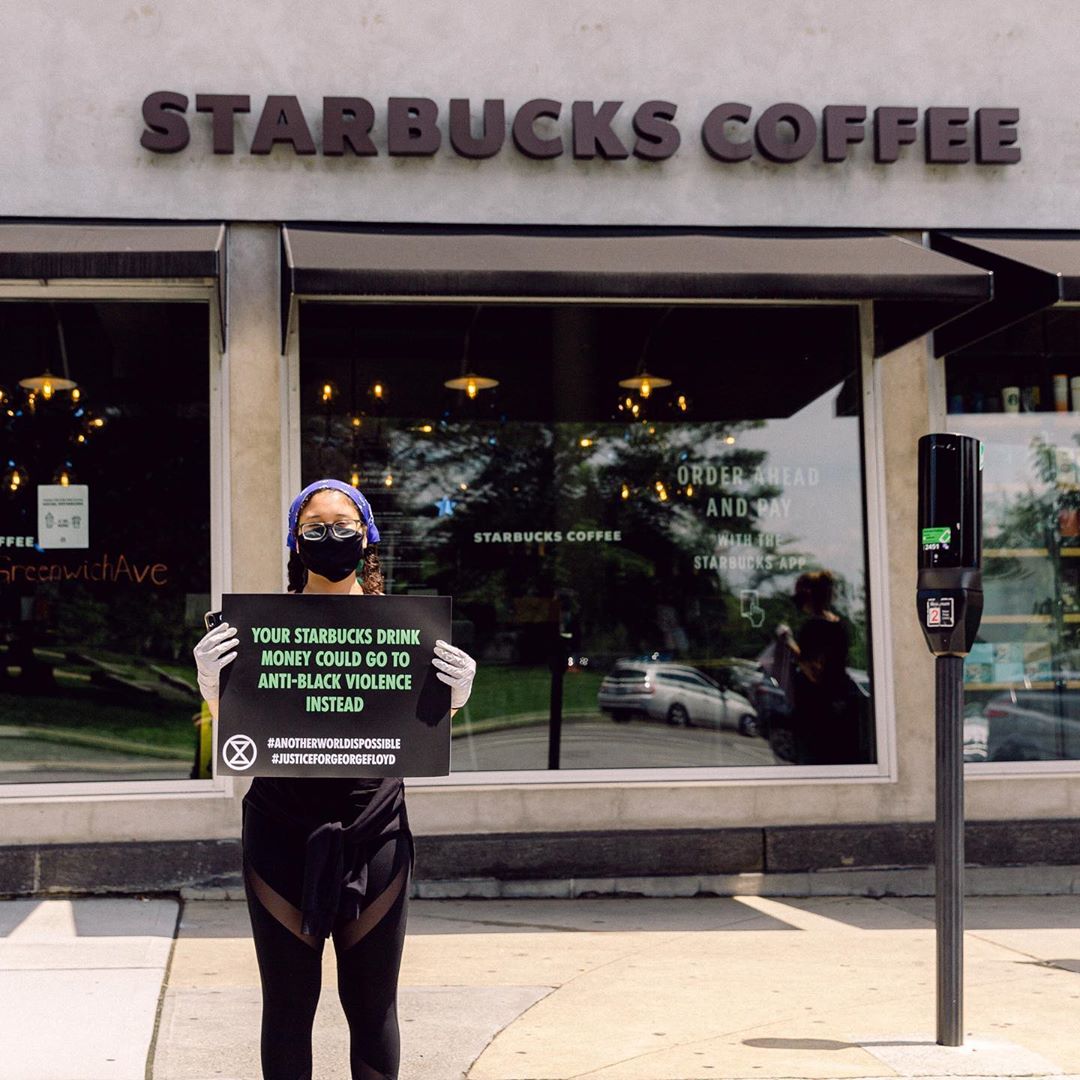 STARBUCKS COFFEE
ORDER AHEAD
AND PAY
WITH THE
STARBUCKS APP
STARBUCKS COFFEE
FFEE
GreenwichAve
2451
2
YOUR STARBUCKS DRINK
MONEY COULD GO TO
ANTI-BLACK VIOLENCE
INSTEAD
#ANOTHERWORLDISPOSSIBLE
#JUSTICEFORGEORGEFLOYD